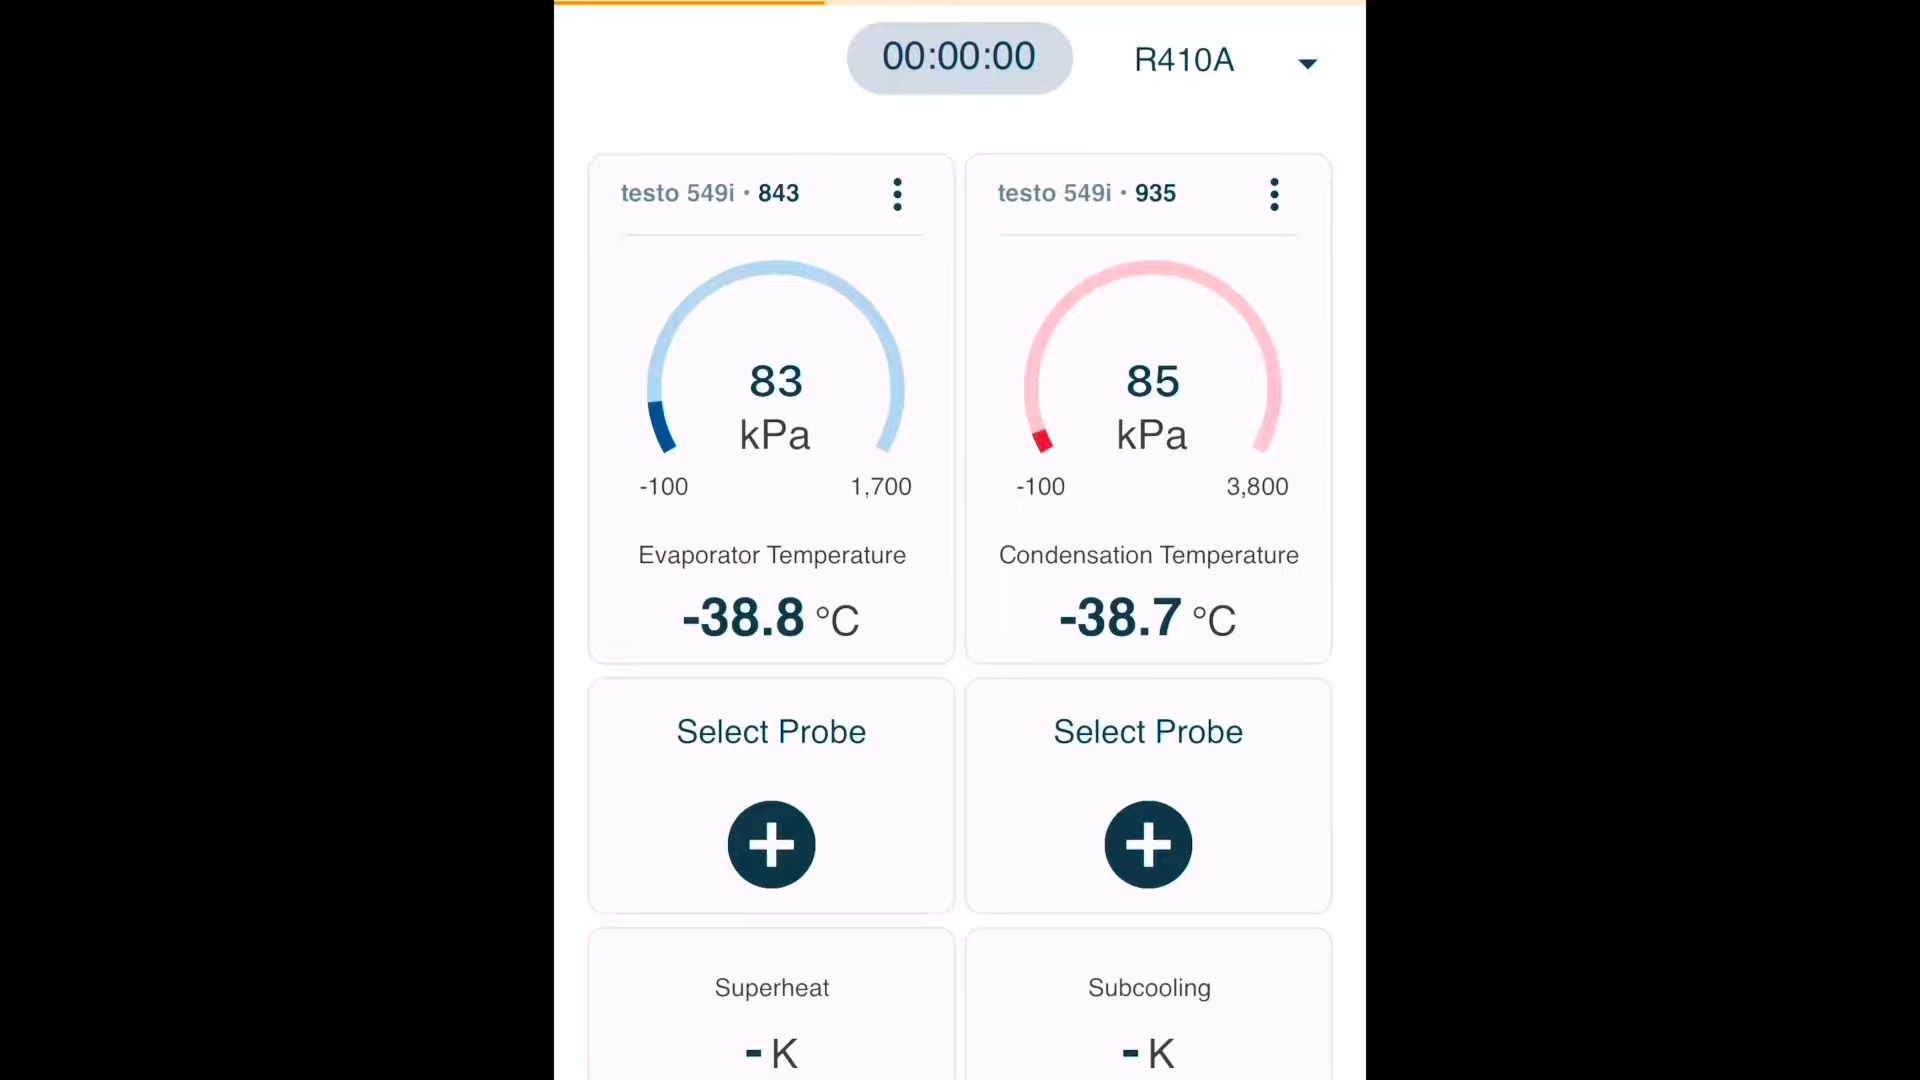 00:00:00
R410A
testo 549i • 843
testo 549i • 935
83
kPa
-100
1,700
85
kPa
-100
3,800
Evaporator Temperature
-38.8 °C
Condensation Temperature
-38.7 °C
Select Probe
Select Probe
Superheat
- K
Subcooling
- K